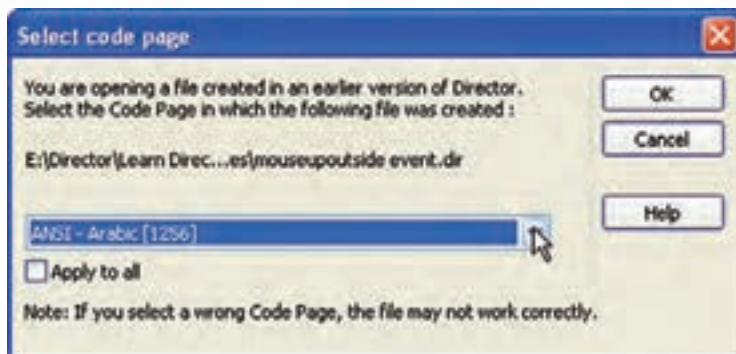 Select code page
You are opening a file created in an earlier version of Director.
Select the Code Page in which the following file was created :
E:\Director\Learn Direc...es\mouseupoutside event.dir
ANSI - Arabic [1256]
Apply to all
Note: If you select a wrong Code Page, the file may not work correctly.
OK
Cancel
Help